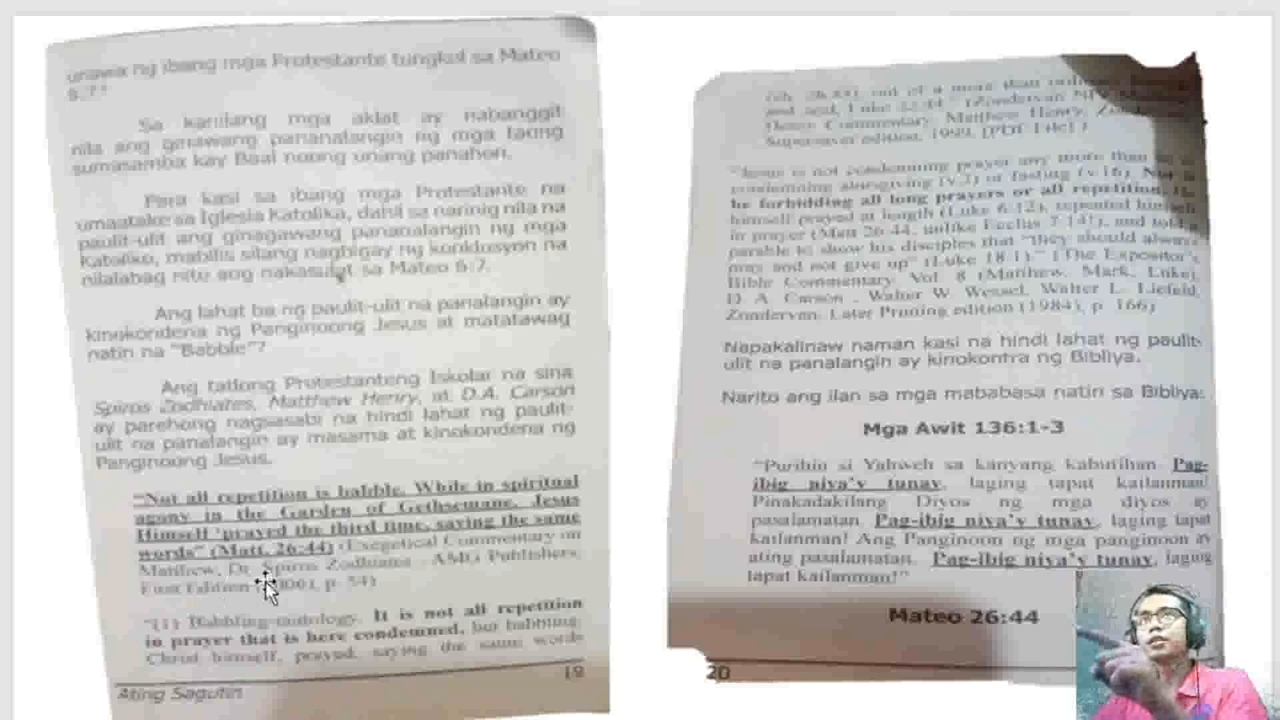 unawa ng ibang mga Protestante tungkol sa Mateo
6:7?
Sa kanilang mga aklat ay nabanggit
nila ang ginawang pananalangin ng mga taong
sumasamba kay Baal noong unang panahon.
Para kasi sa ibang mga Protestante na
umaatake sa Iglesia Katolika, dahil sa narinig nila na
paulit-ulit ang ginagawang pananalangin ng mga
Katoliko, mabilis silang nagbigay ng konklusyon na
nilalabag nito ang nakasulat sa Mateo 6:7.
Ang lahat ba ng paulit-ulit na panalangin ay
kinokondena ng Panginoong Jesus at matatawag
natin na "Babble"?
Ang tatlong Protestanteng Iskolar na sina
Spiros Zodhiates, Matthew Henry, at D.A. Carson
ay parehong nagsasabi na hindi lahat ng paulit-
ulit na panalangin ay masama at kinokondena ng
Panginoong Jesus.
"Not all repetition is babble. While in spiritual
agony in the Garden of Gethsemane, Jesus
Himself 'prayed the third time, saying the same
words" (Matt. 26:44) (Exegetical Commentary on
Matthew, Dr. Spiros Zodhiates - AMG Publishers,
First Edition p. 54)
"(1) Babbling-tautology. It is not all repetition
in prayer that is here condemned, but babbling.
Christ himself, prayed, saying the same words
19
Ating Sagutin
(ch. 26:44), out of a more than ordinary
and zeal, Luke 22:44." (Zondervan
Commentary Matthew Henry,
Supersaver edition, 1999, [PDF File])
"Jesus is not condemning prayer any more than he is
condemning almsgiving (v.2) or fasting (v.16). Nor is
he forbidding all long prayers or all repetition. He
himself prayed at length (Luke 6:12), repeated himself
in prayer (Matt 26:44, unlike Ecclus 7:14!), and told a
parable to show his disciples that "they should always
pray and not give up" (Luke 18:1)." (The Expositor's
Bible Commentary, Vol. 8 (Matthew, Mark, Luke),
D. A. Carson , Walter W. Wessel, Walter L. Liefeld,
Zondervan, Later Printing edition (1984), p. 166)
Napakalinaw naman kasi na hindi lahat ng paulit-
ulit na panalangin ay kinokontra ng Bibliya.
Narito ang ilan sa mga mababasa natin sa Bibliya:
Mga Awit 136:1-3
"Purihin si Yahweh sa kanyang kabutihan. Pag-
ibig niya'y tunay, laging tapat kailanman!
Pinakadakilang Diyos ng mga diyos ay
pasalamatan. Pag-ibig niya'y tunay, laging tapat
kailanman! Ang Panginoon ng mga panginoon ay
ating pasalamatan. Pag-ibig niya'y tunay, laging
tapat kailanman!"
Mateo 26:44
20